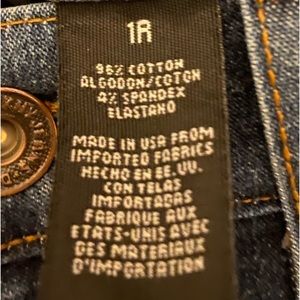 1R
96% COTTON
ALGODON/COTON
4% SPANDEX
ELASTANO
MADE IN USA FROM
IMPORTED FABRICS
HECHO EN EE. UU.
CON TELAS
IMPORTADAS
FABRIQUE AUX
ETATS-UNIS AVEC
DES MATERIAUX
D'IMPORTATION